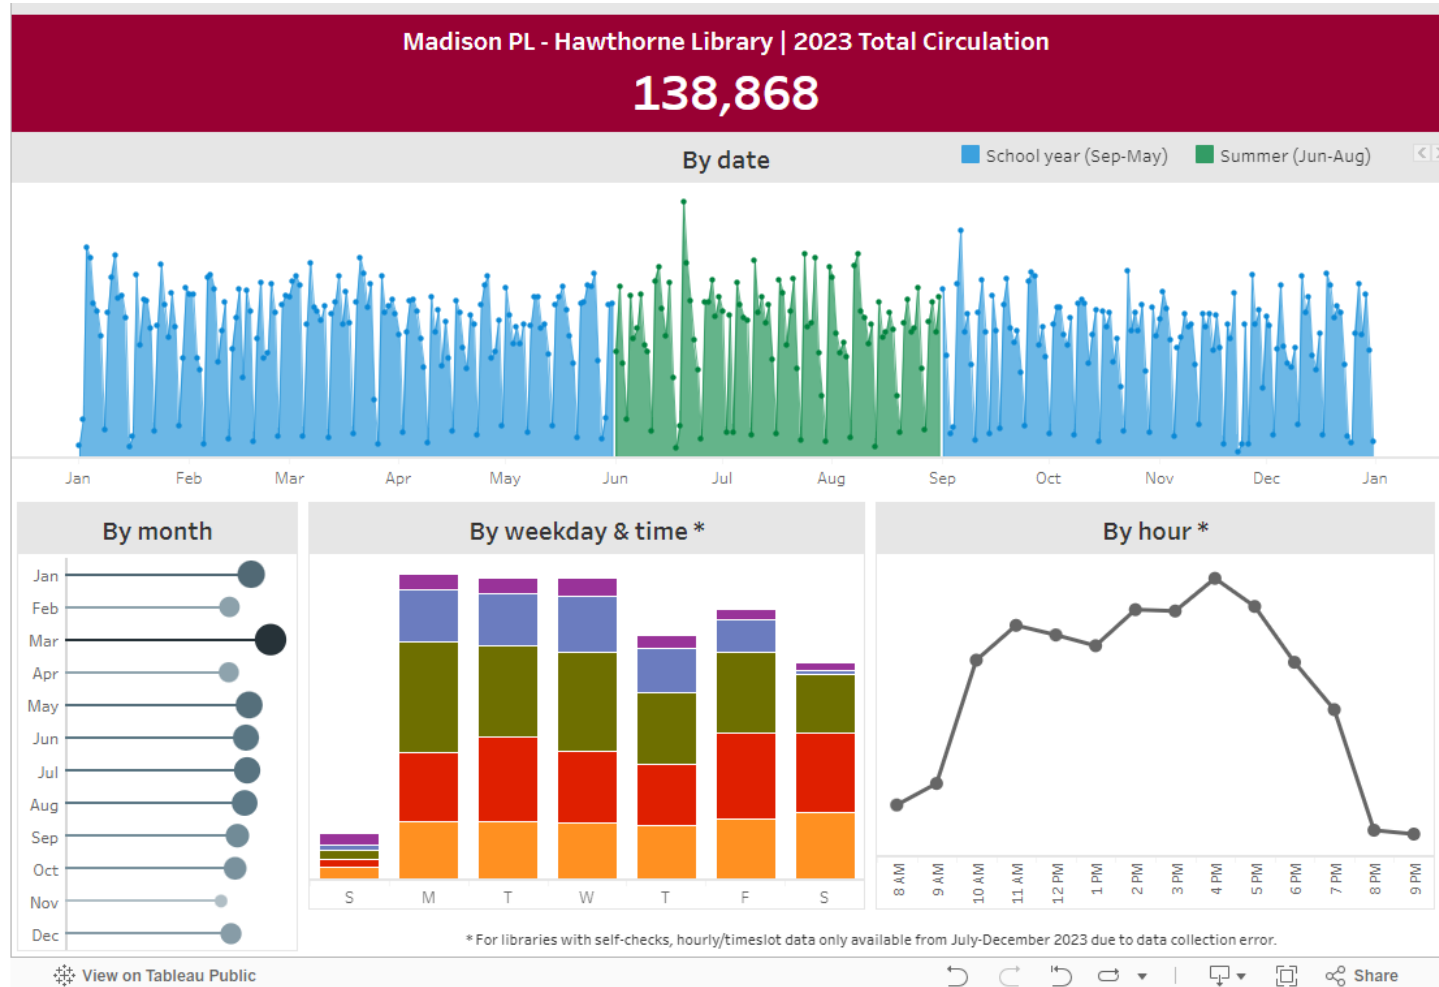 Madison PL - Hawthorne Library | 2023 Total Circulation
138,868
By date
School year (Sep-May)
Summer (Jun-Aug)
Jan Feb Mar Apr May Jun Jul Aug Sep Oct Nov Dec Jan
By month
Jan
Feb
Mar
Apr
May
Jun
Jul
Aug
Sep
Oct
Nov
Dec
By weekday & time *
S M T W T F S
By hour *
8 AM
9 AM
10 AM
11 AM
12 PM
1 PM
2 PM
3 PM
4 PM
5 PM
6 PM
7 PM
8 PM
9 PM
* For libraries with self-checks, hourly/timeslot data only available from July-December 2023 due to data collection error.
View on Tableau Public
Share